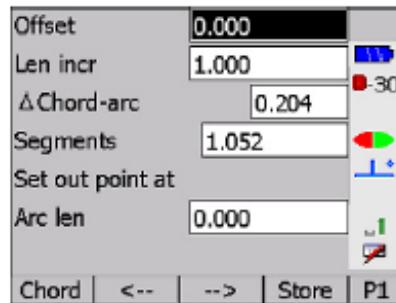 Offset 0.000
Len incr 1.000
ΔChord-arc 0.204
-30
Segments 1.052
Set out point at
Arc len 0.000
1
Chord <-- --> Store P1